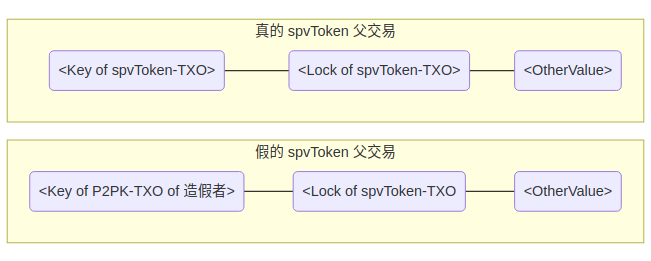 真的 spvToken 父交易
<Key of spvToken-TXO>
<Lock of spvToken-TXO>
<OtherValue>
假的 spvToken 父交易
<Key of P2PK-TXO of 造假者>
<Lock of spvToken-TXO
<OtherValue>